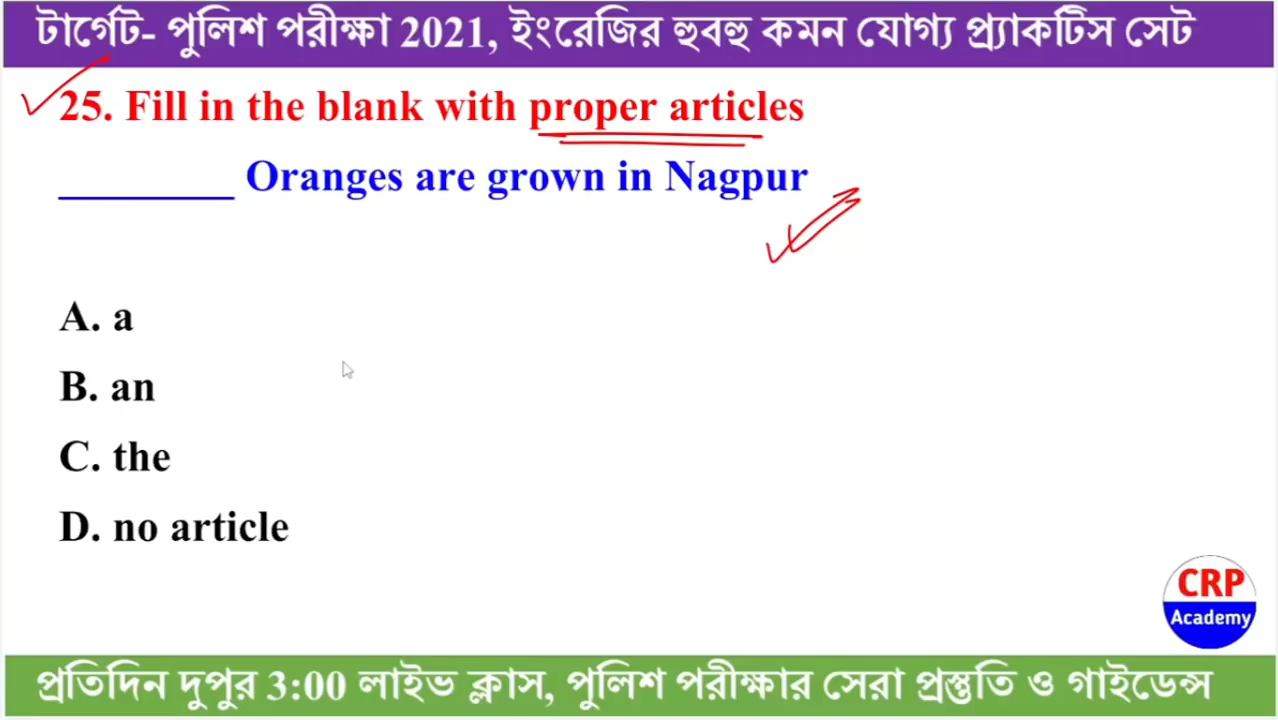 টার্গেট- পুলিশ পরীক্ষা 2021, ইংরেজির হুবহু কমন যোগ্য প্র্যাকটিস সেট
25. Fill in the blank with proper articles
________ Oranges are grown in Nagpur
A. a
B. an
C. the
D. no article
CRP
Academy
প্রতিদিন দুপুর 3:00 লাইভ ক্লাস, পুলিশ পরীক্ষার সেরা প্রস্তুতি ও গাইডেন্স